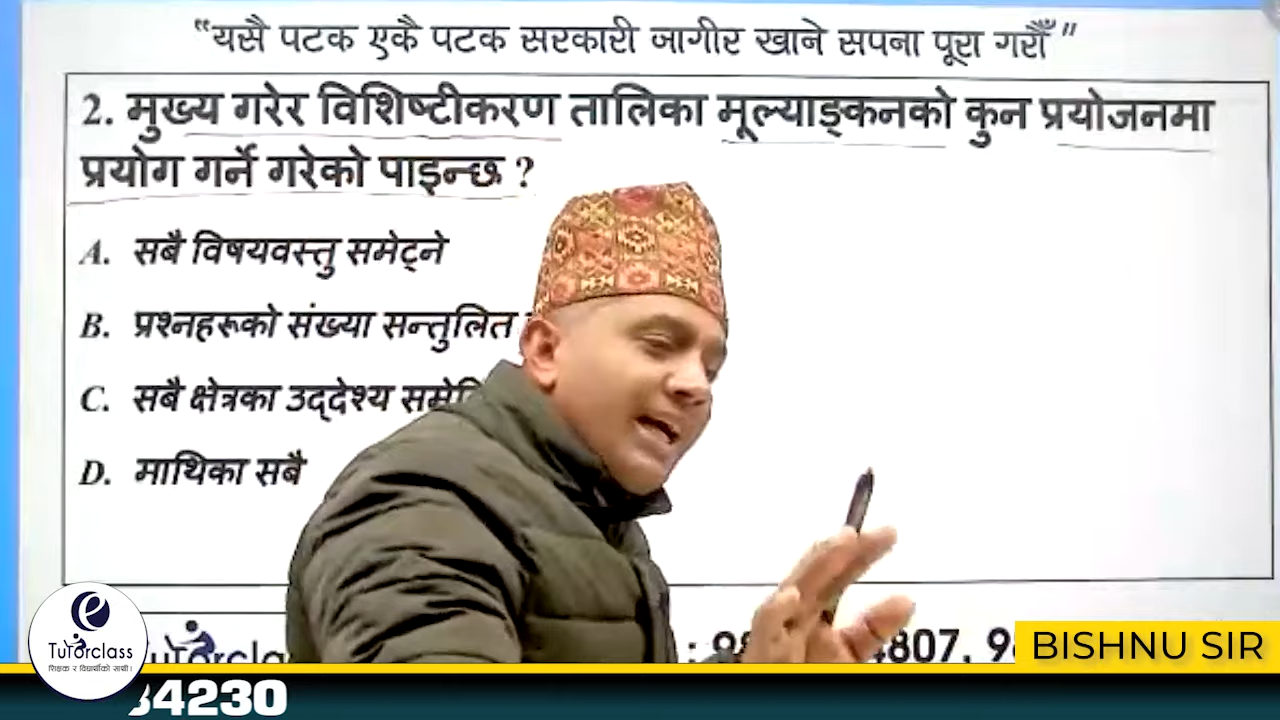 “यसै पटक एकै पटक सरकारी जागीर खाने सपना पूरा गरौँ”
2. मुख्य गरेर विशिष्टीकरण तालिका मूल्याङ्कनको कुन प्रयोजनमा
प्रयोग गर्ने गरेको पाइन्छ ?
A. सबै विषयवस्तु समेट्ने
B. प्रश्नहरूको संख्या सन्तुलित
C. सबै क्षेत्रका उद्देश्य
D. माथिका सबै
Tutorclass
शिक्षक र विद्यार्थीको साथी।
BISHNU SIR
34230